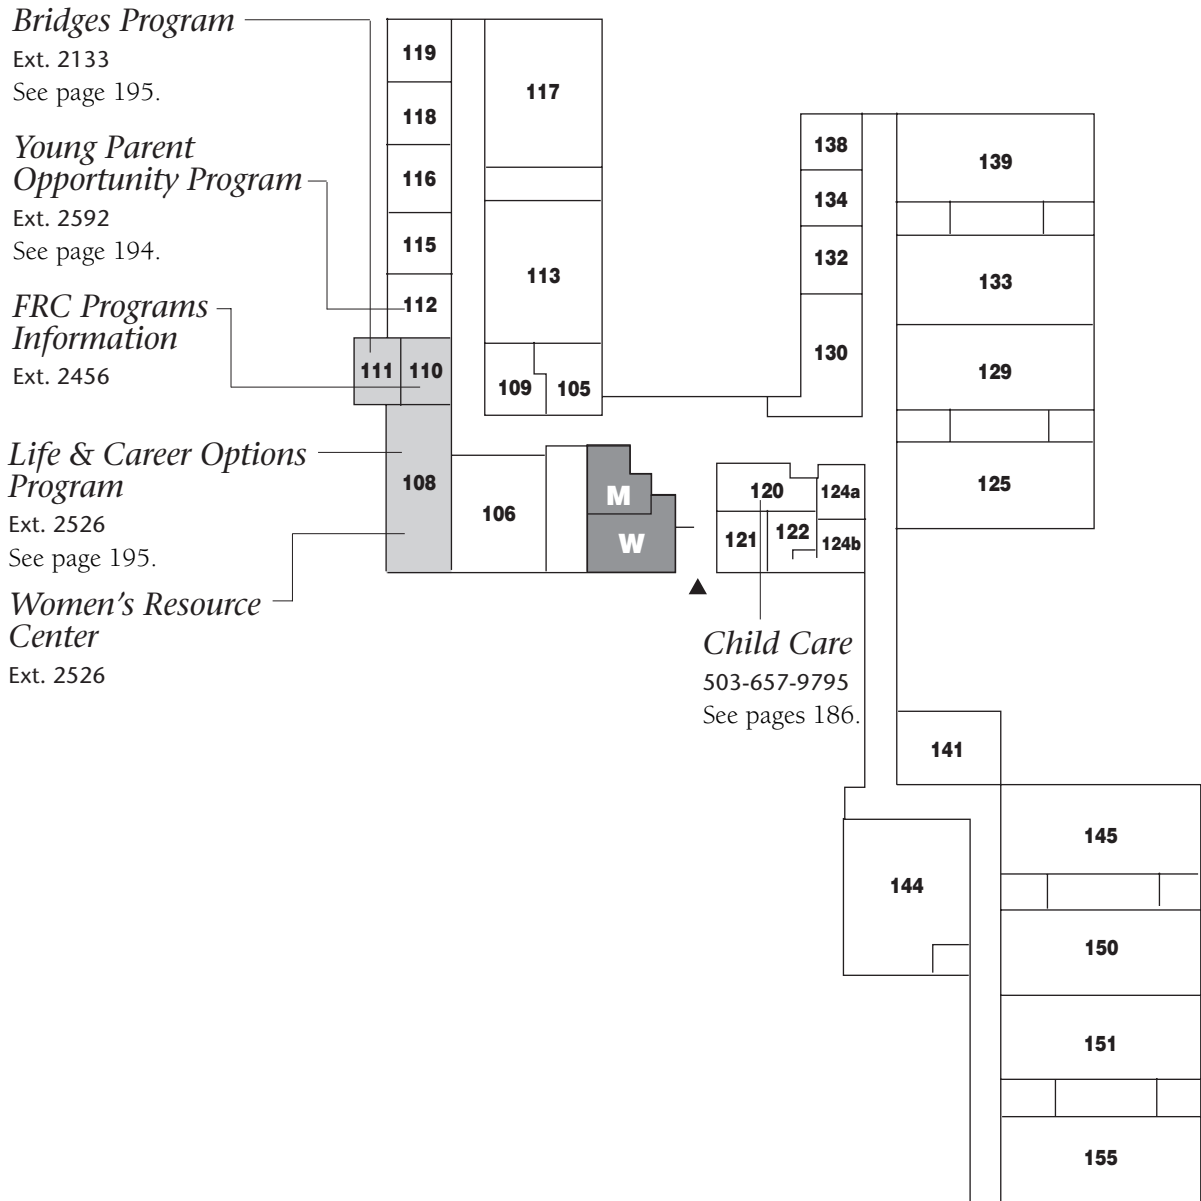 Bridges Program
Ext. 2133
See page 195.
Young Parent
Opportunity Program
Ext. 2592
See page 194.
FRC Programs
Information
Ext. 2456
Life & Career Options
Program
Ext. 2526
See page 195.
Women's Resource
Center
Ext. 2526
119
118
116
115
112
111
110
108
117
113
109
105
106
M
W
138
134
132
130
139
133
129
125
120
124a
121
122
124b
Child Care
503-657-9795
See pages 186.
141
145
144
150
151
155